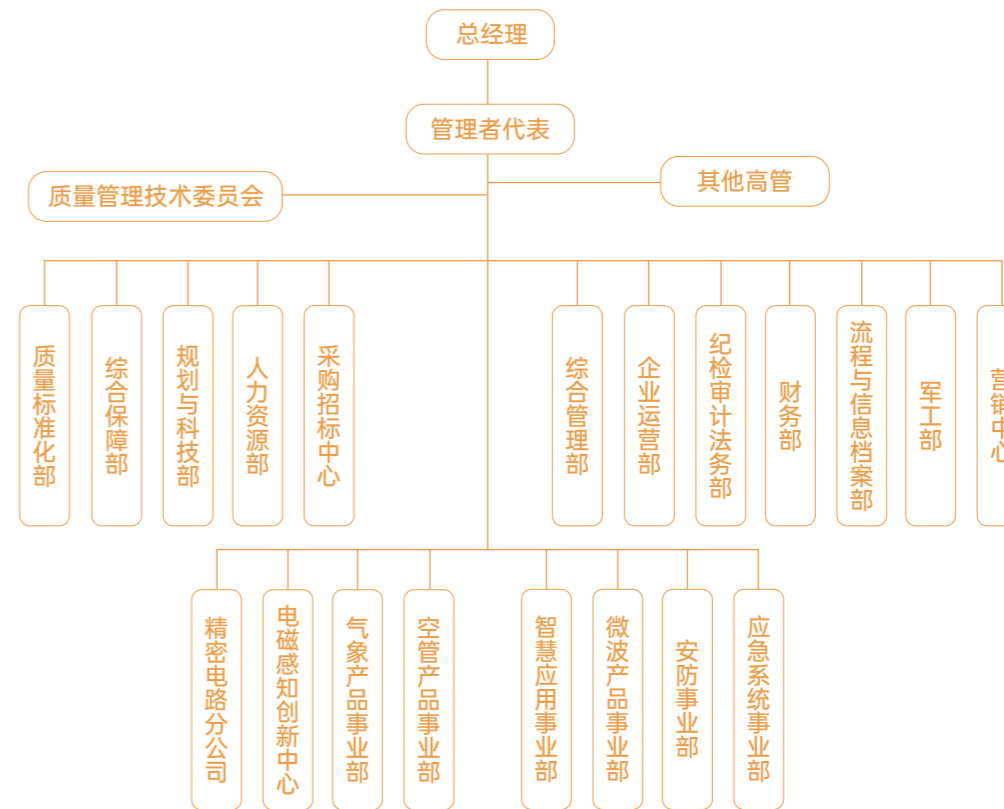 总经理
管理者代表
其他高管
质量管理技术委员会
质量标准化部
综合保障部
规划与科技部
人力资源部
采购招标中心
综合管理部
企业运营部
纪检审计法务部
财务部
流程与信息档案部
军工部
营销中心
精密电路分公司
电磁感知创新中心
气象产品事业部
空管产品事业部
智慧应用事业部
微波产品事业部
安防事业部
应急系统事业部